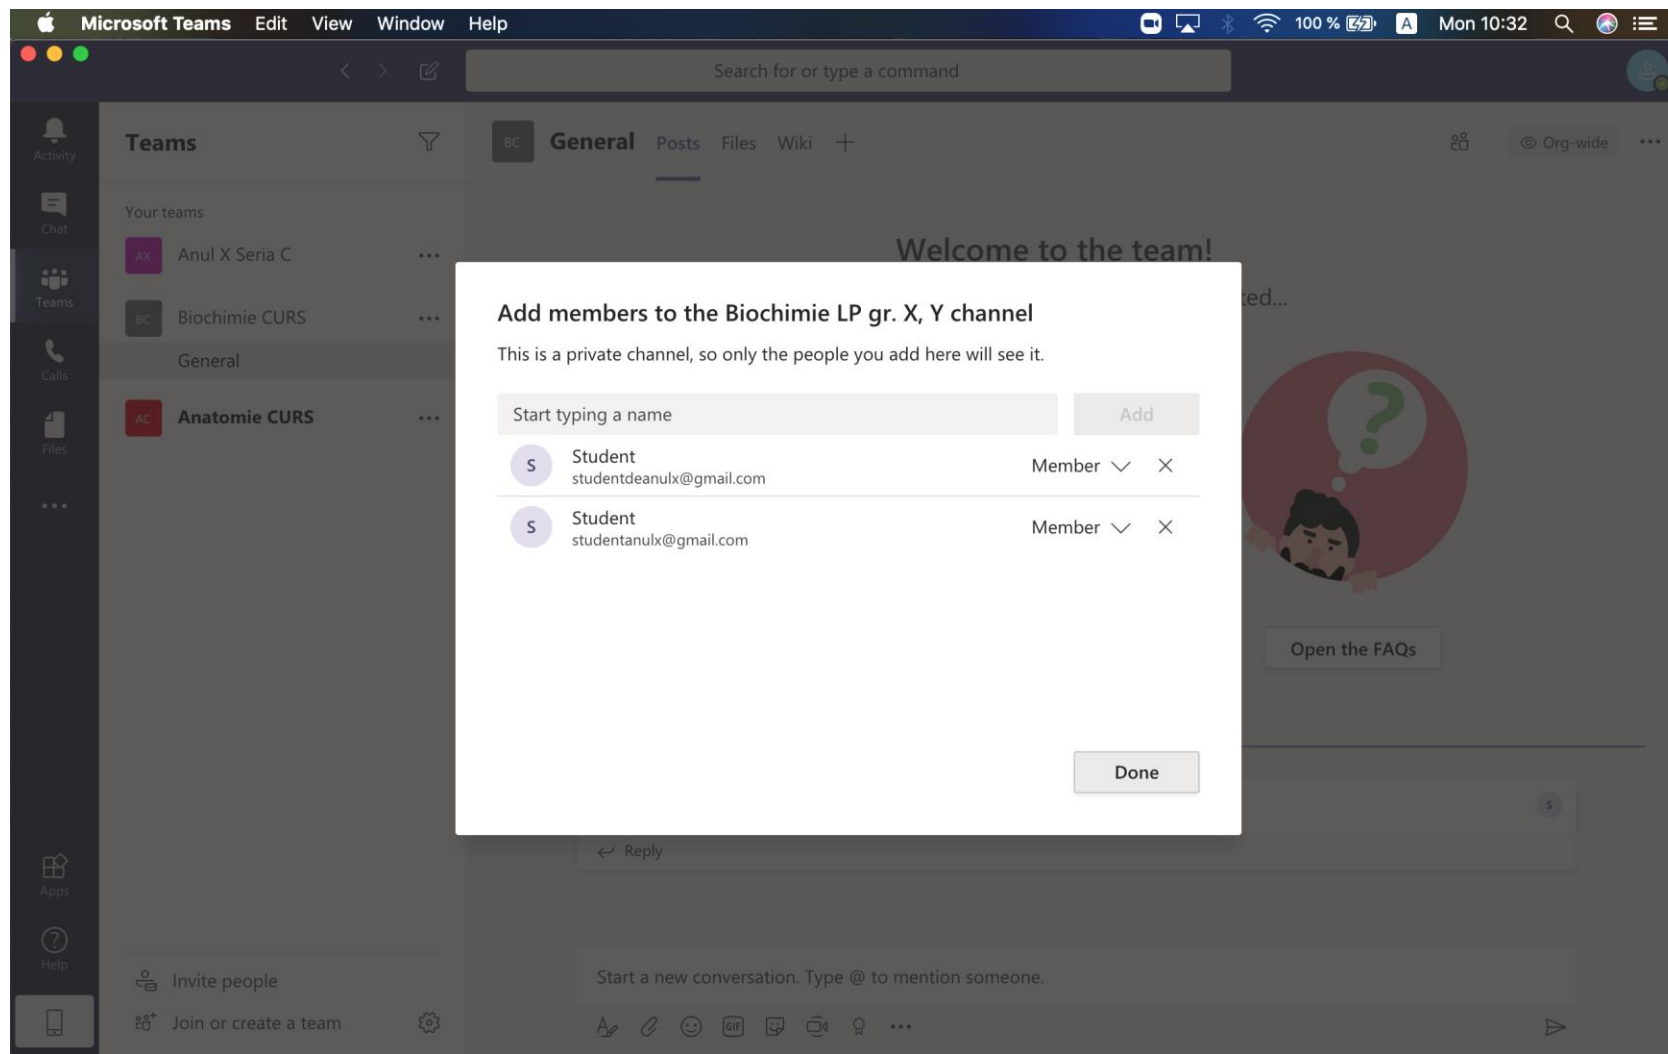 Microsoft Teams Edit View Window Help 100 % A Mon 10:32
Search for or type a command
Activity
Chat
Teams
Calls
Files
Apps
Help
Teams
Your teams
AX Anul X Seria C
BC Biochimie CURS
General
AC Anatomie CURS
Invite people
Join or create a team
BC General Posts Files Wiki Org-wide
Welcome to the team!
ted...
Add members to the Biochimie LP gr. X, Y channel
This is a private channel, so only the people you add here will see it.
Start typing a name Add
S Student Member
studentdeanulx@gmail.com
S Student Member
studentanulx@gmail.com
Done
Open the FAQs
S
Reply
Start a new conversation. Type @ to mention someone.
GIF